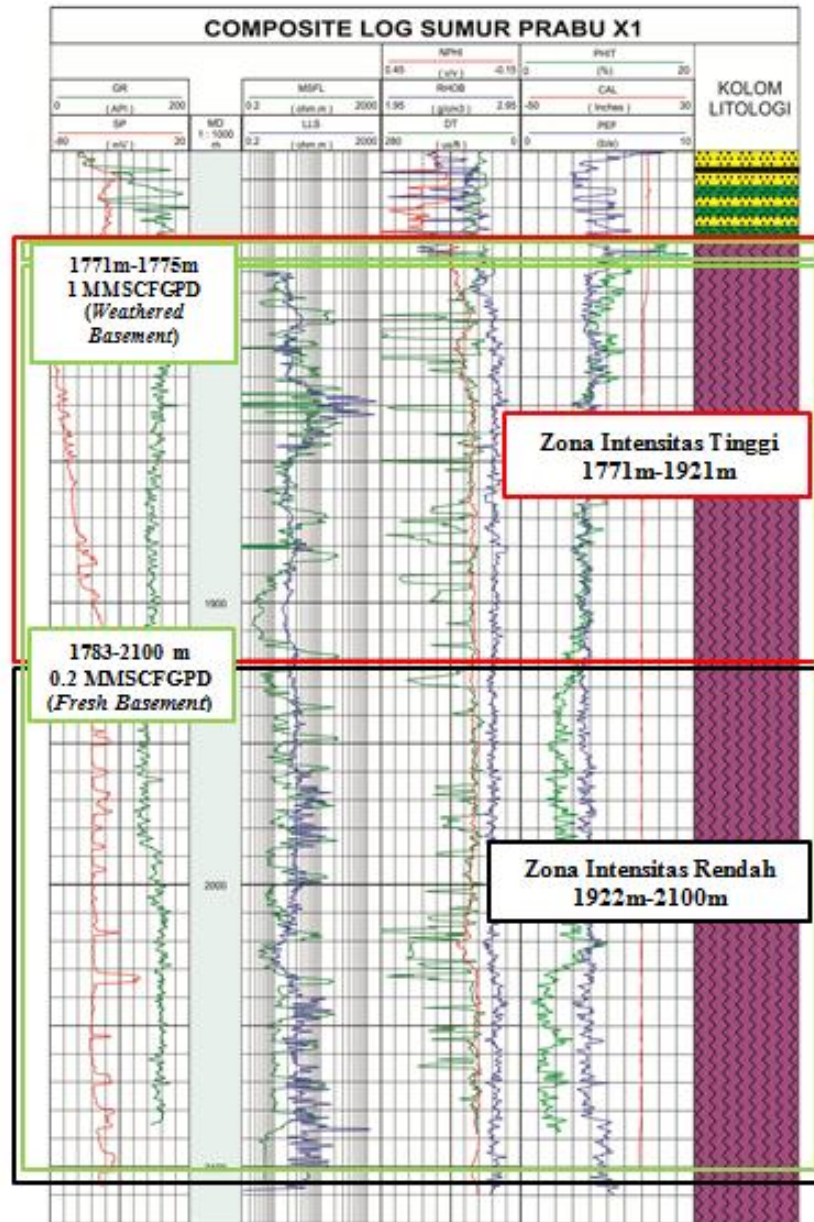 COMPOSITE LOG SUMUR PRABU X1
NPHI
0.45 (v/v) -0.15
PHIT
0 (%) 20
GR
0 (API) 200
MSFL
0.2 (ohm.m) 2000
RHOB
1.95 (g/cm3) 2.95
CAL
-50 (Inches) 30
KOLOM
LITOLOGI
SP
-80 (mV) 20
MD
1 : 1000
m
LLS
0.2 (ohm.m) 2000
DT
280 (us/ft) 0
PEF
0 (b/e) 10
1771m-1775m
1 MMSCFGPD
(Weathered
Basement)
Zona Intensitas Tinggi
1771m-1921m
1900
1783-2100 m
0.2 MMSCFGPD
(Fresh Basement)
Zona Intensitas Rendah
1922m-2100m
2000